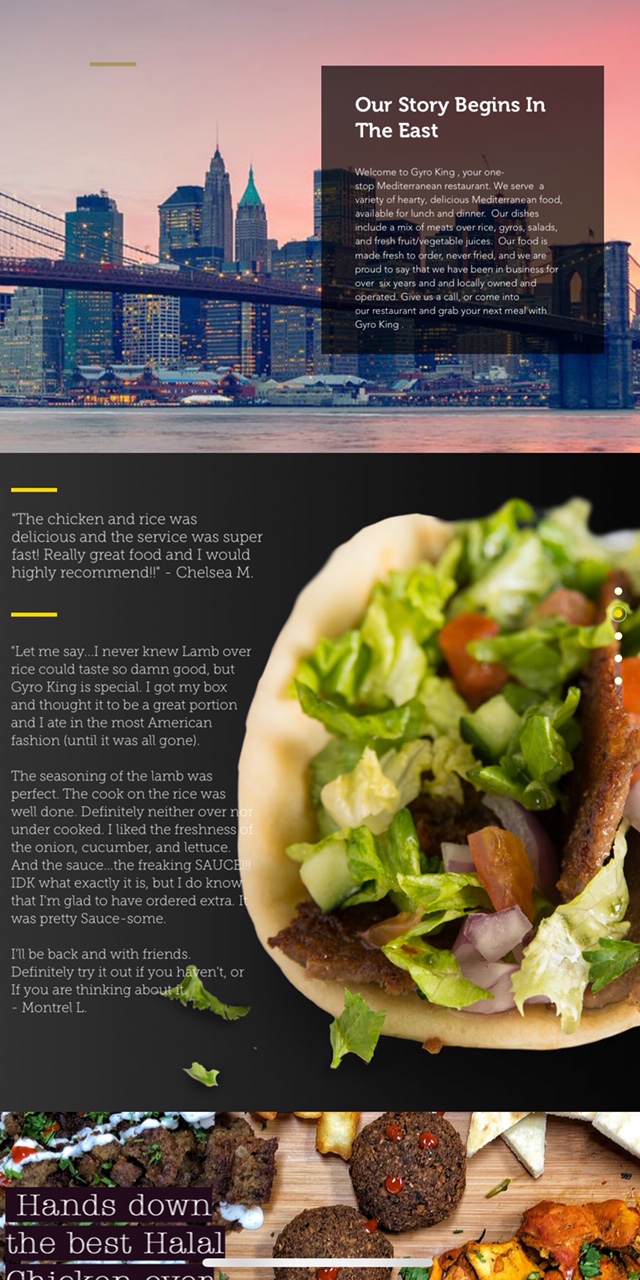 Our Story Begins In
The East
Welcome to Gyro King , your one-
stop Mediterranean restaurant. We serve  a
variety of hearty, delicious Mediterranean food,
available for lunch and dinner.  Our dishes
include a mix of meats over rice, gyros, salads,
and fresh fruit/vegetable juices.  Our food is
made fresh to order, never fried, and we are
proud to say that we have been in business for
over  six years and and locally owned and
operated. Give us a call, or come into
our restaurant and grab your next meal with
Gyro King .
"The chicken and rice was
delicious and the service was super
fast! Really great food and I would
highly recommend!!" - Chelsea M.
"Let me say...I never knew Lamb over
rice could taste so damn good, but
Gyro King is special. I got my box
and thought it to be a great portion
and I ate in the most American
fashion (until it was all gone).
The seasoning of the lamb was
perfect. The cook on the rice was
well done. Definitely neither over nor
under cooked. I liked the freshness of
the onion, cucumber, and lettuce.
And the sauce...the freaking SAUCE!!!
IDK what exactly it is, but I do know
that I'm glad to have ordered extra. It
was pretty Sauce-some.
I'll be back and with friends.
Definitely try it out if you haven't, or
If you are thinking about it.
- Montrel L.
Hands down
the best Halal
Chicken over